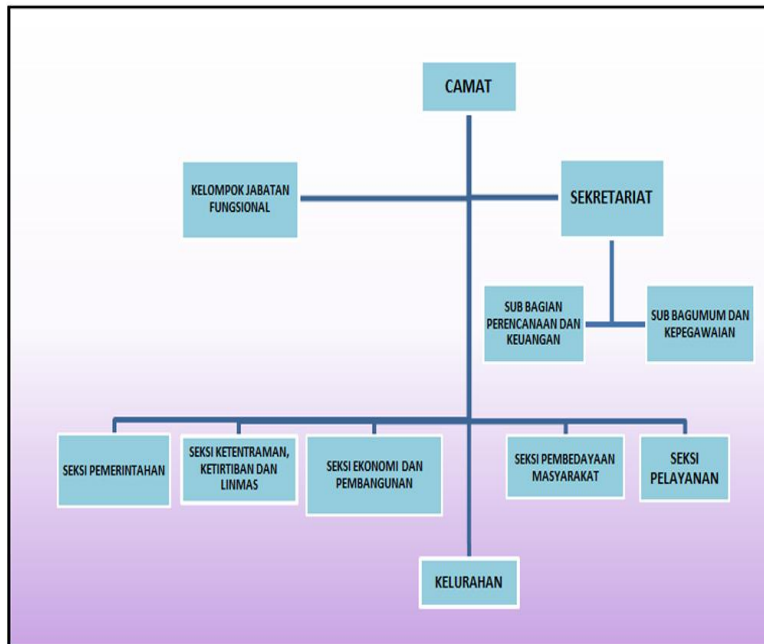 CAMAT
KELOMPOK JABATAN
FUNGSIONAL
SEKRETARIAT
SUB BAGIAN
PERENCANAAN DAN
KEUANGAN
SUB BAGUMUM DAN
KEPEGAWAIAN
SEKSI PEMERINTAHAN
SEKSI KETENTRAMAN,
KETIRTIBAN DAN
LINMAS
SEKSI EKONOMI DAN
PEMBANGUNAN
SEKSI PEMBEDAYAAN
MASYARAKAT
SEKSI
PELAYANAN
KELURAHAN